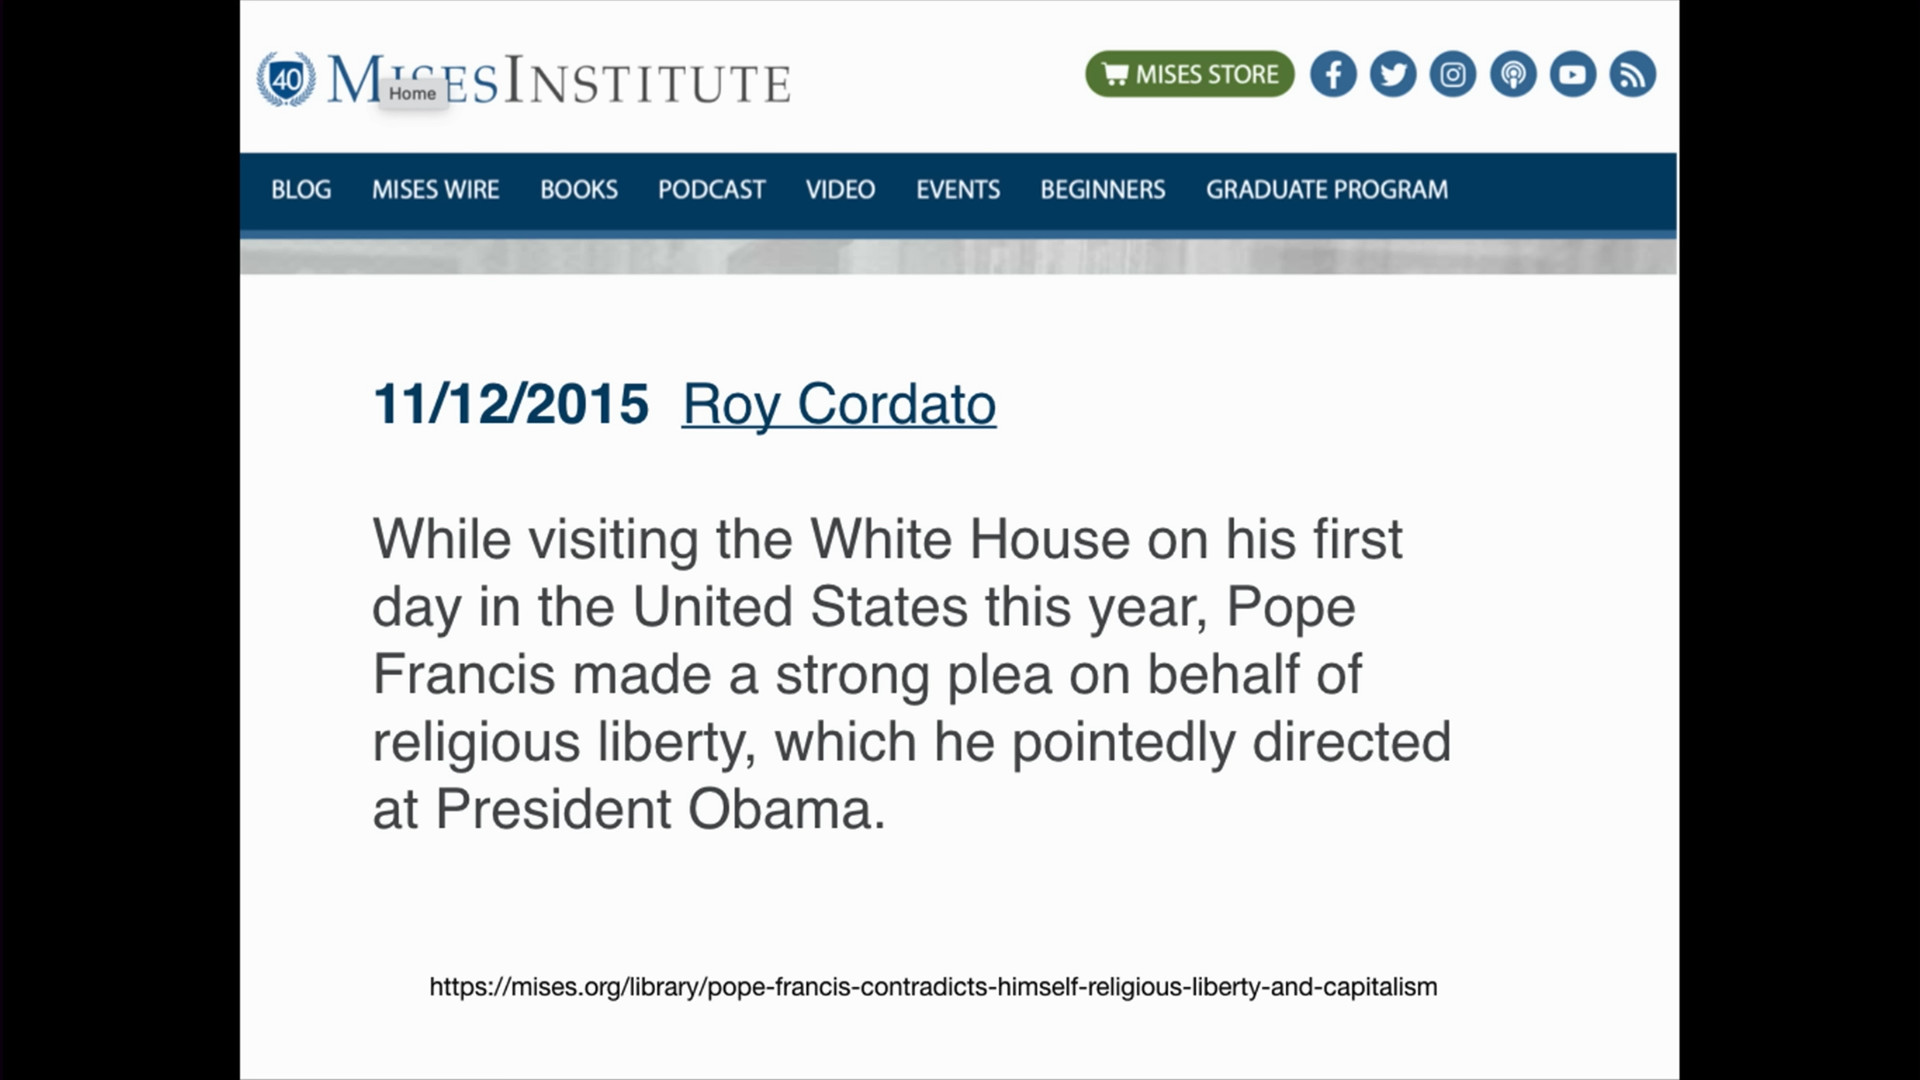 40 MISES INSTITUTE
Home
MISES STORE
BLOG MISES WIRE BOOKS PODCAST VIDEO EVENTS BEGINNERS GRADUATE PROGRAM
11/12/2015 Roy Cordato
While visiting the White House on his first
day in the United States this year, Pope
Francis made a strong plea on behalf of
religious liberty, which he pointedly directed
at President Obama.
https://mises.org/library/pope-francis-contradicts-himself-religious-liberty-and-capitalism